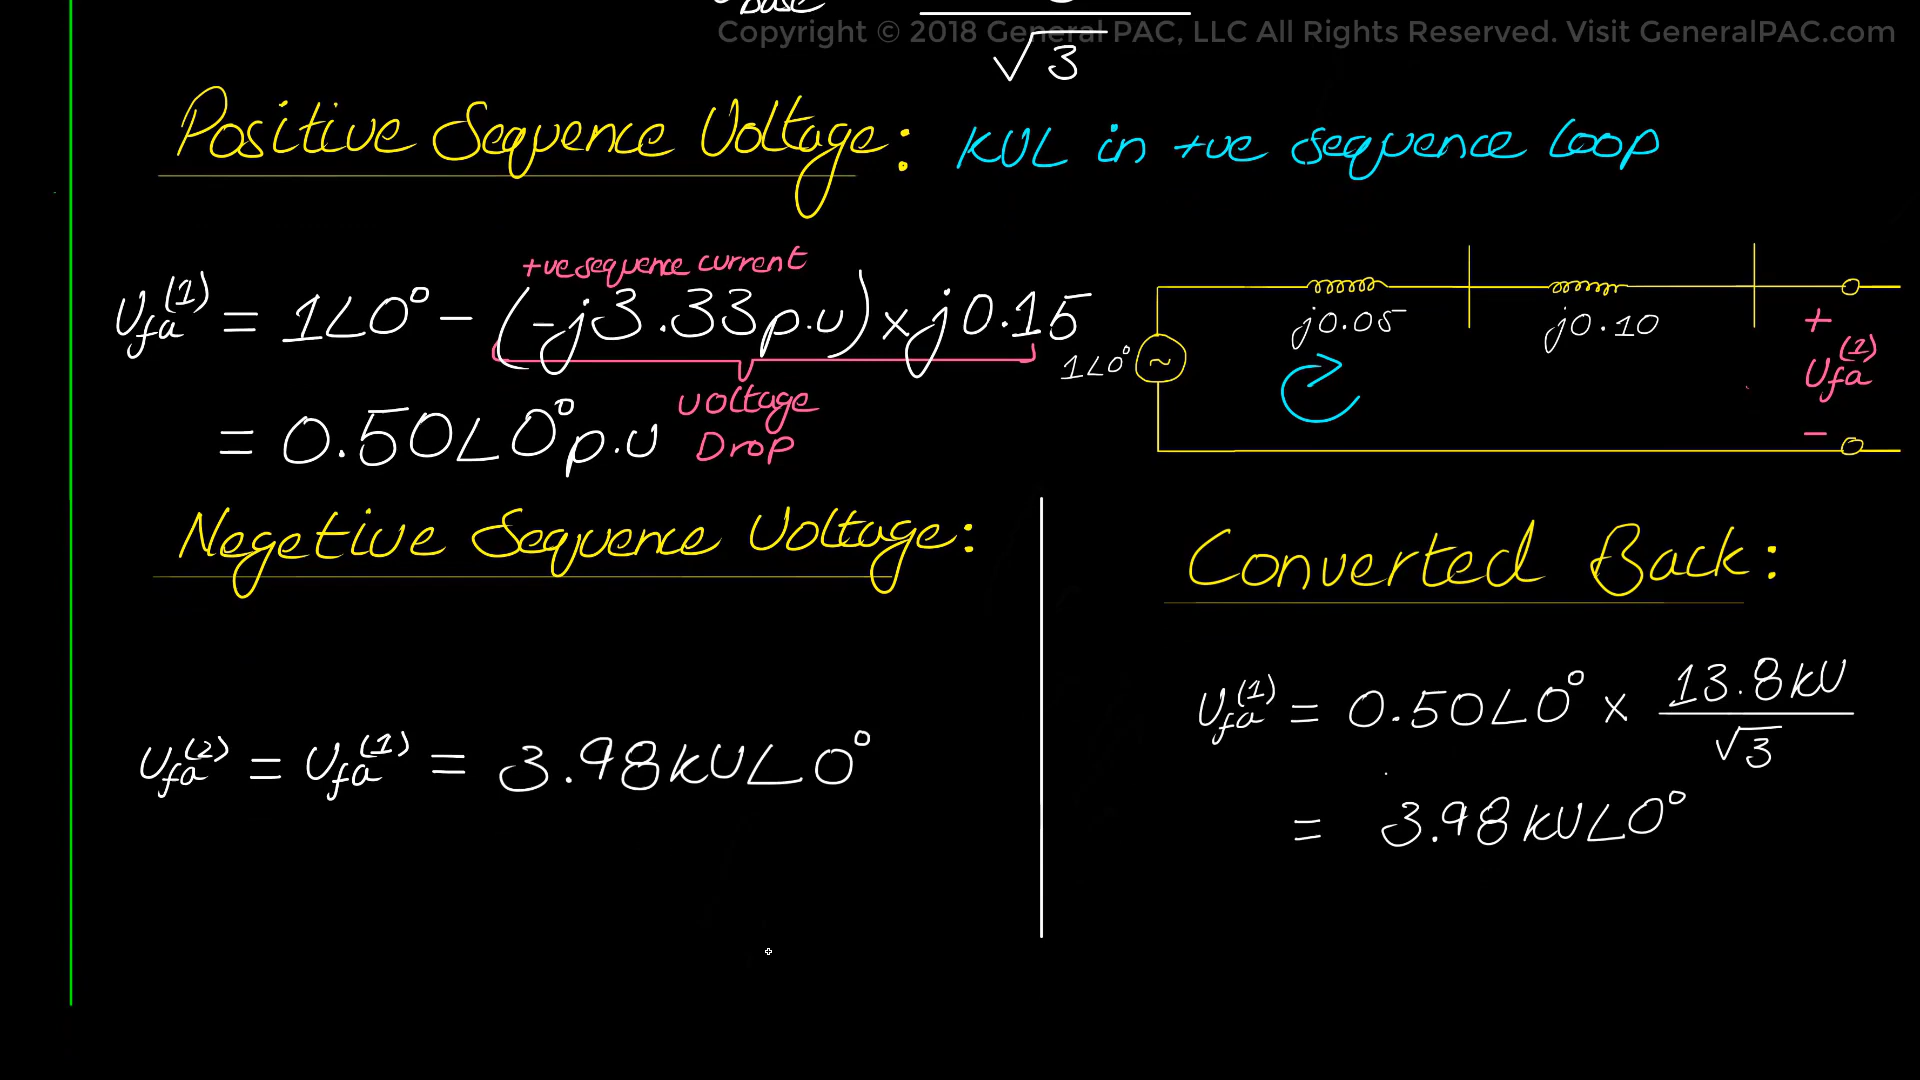 base
Copyright © 2018 General PAC, LLC All Rights Reserved. Visit GeneralPAC.com
√3
Positive Sequence Voltage: KVL in +ve sequence loop
+ve sequence current
Vfa(1) = 1∠0° - (-j3.33p.u) x j0.15
Voltage
Drop
= 0.50∠0° p.u
j0.05 j0.10
1∠0° ~
+
Vfa(1)
-
Negetive Sequence Voltage:
Vfa(2) = Vfa(1) = 3.98kV∠0°
Converted Back:
Vfa(1) = 0.50∠0° x 13.8kV / √3
= 3.98kV∠0°